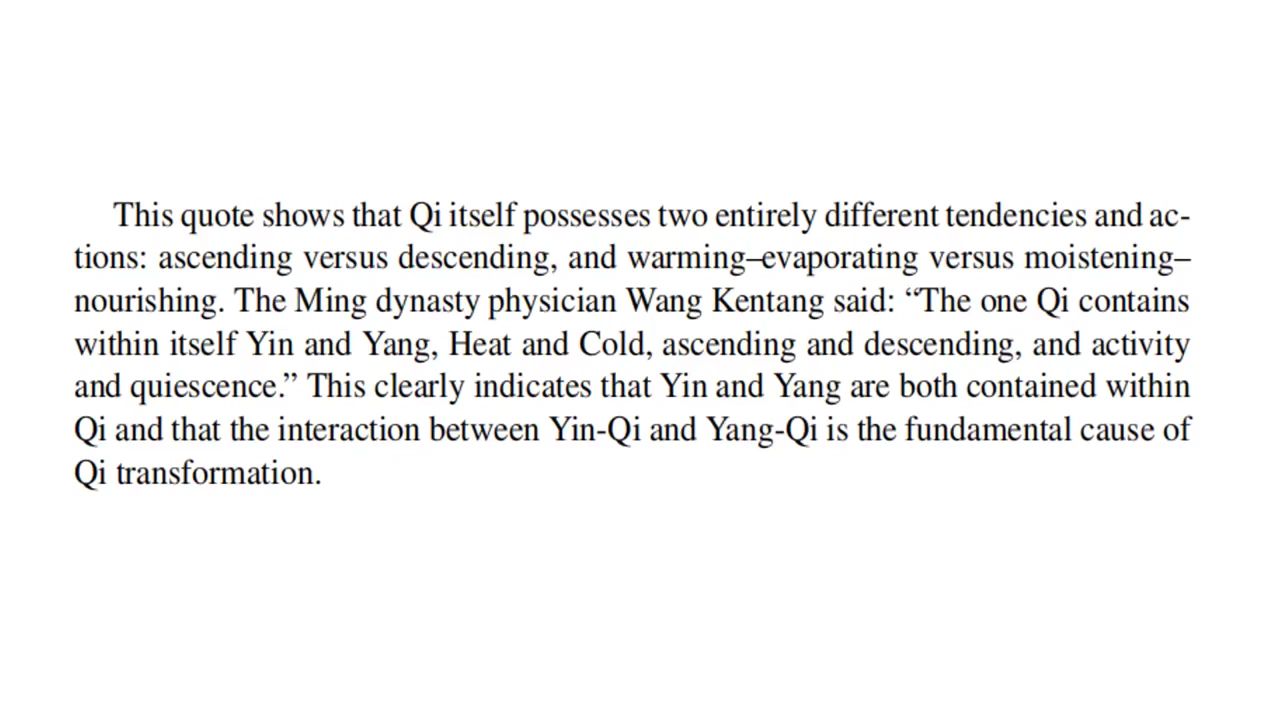 This quote shows that Qi itself possesses two entirely different tendencies and ac-
tions: ascending versus descending, and warming–evaporating versus moistening–
nourishing. The Ming dynasty physician Wang Kentang said: “The one Qi contains
within itself Yin and Yang, Heat and Cold, ascending and descending, and activity
and quiescence.” This clearly indicates that Yin and Yang are both contained within
Qi and that the interaction between Yin-Qi and Yang-Qi is the fundamental cause of
Qi transformation.